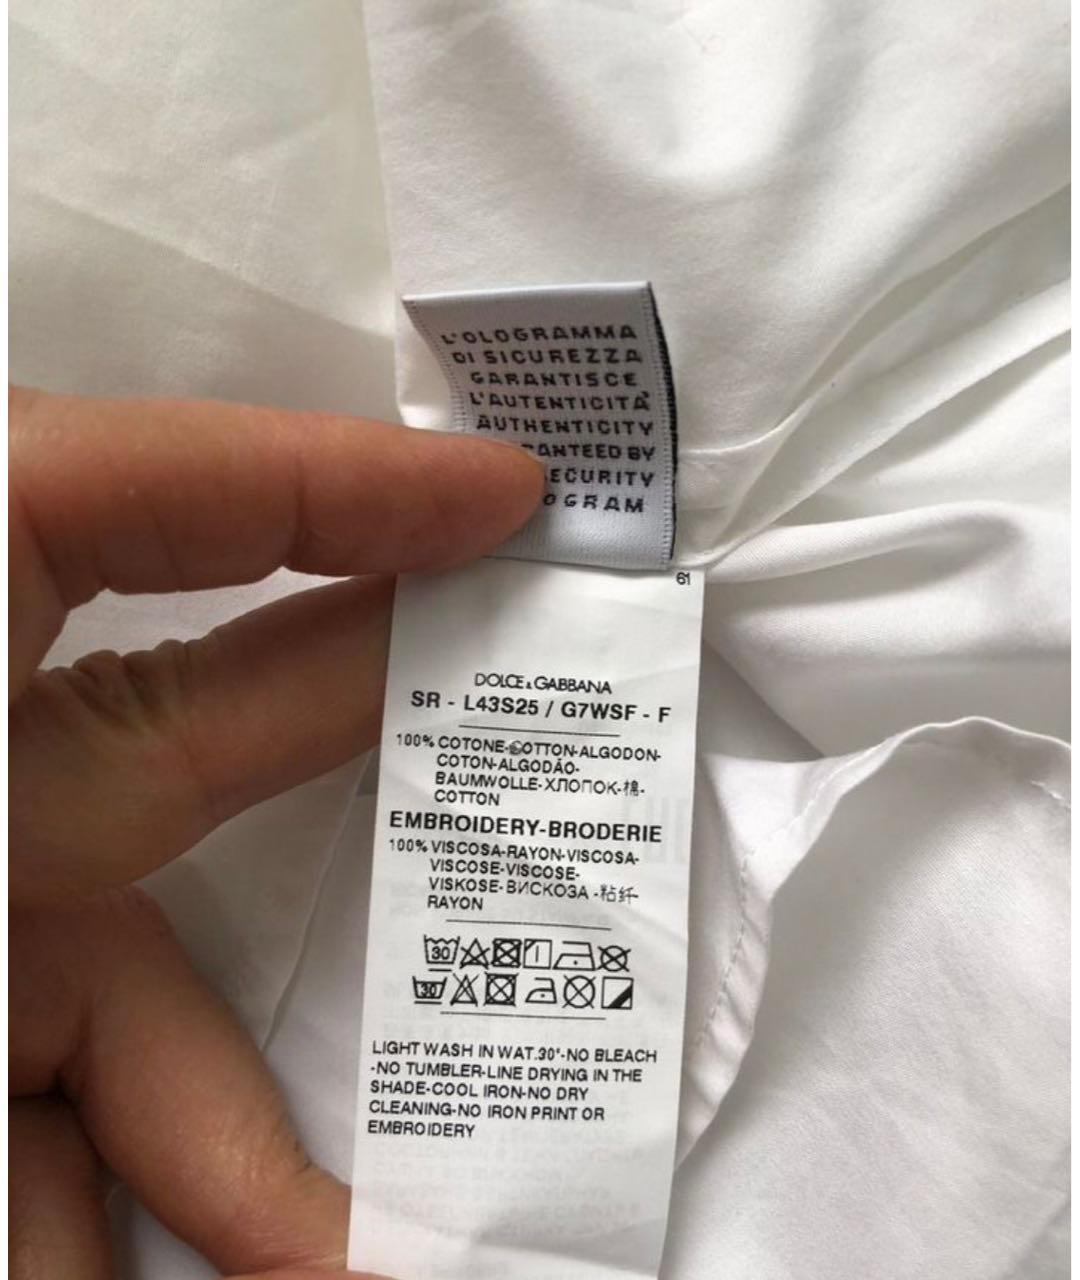 L'OLOGRAMMA
DI SICUREZZA
GARANTISCE
L'AUTENTICITÀ
AUTHENTICITY
BY
61
DOLCE & GABBANA
SR - L43S25 / G7WSF - F
100% COTONE-COTTON-ALGODON-
COTON-ALGODÃO-
BAUMWOLLE-ХЛОПОК-棉-
COTTON
EMBROIDERY-BRODERIE
100% VISCOSA-RAYON-VISCOSA-
VISCOSE-VISCOSE-
VISKOSE-ВИСКОЗА -粘纤-
RAYON
30
30
LIGHT WASH IN WAT.30°-NO BLEACH
-NO TUMBLER-LINE DRYING IN THE
SHADE-COOL IRON-NO DRY
CLEANING-NO IRON PRINT OR
EMBROIDERY